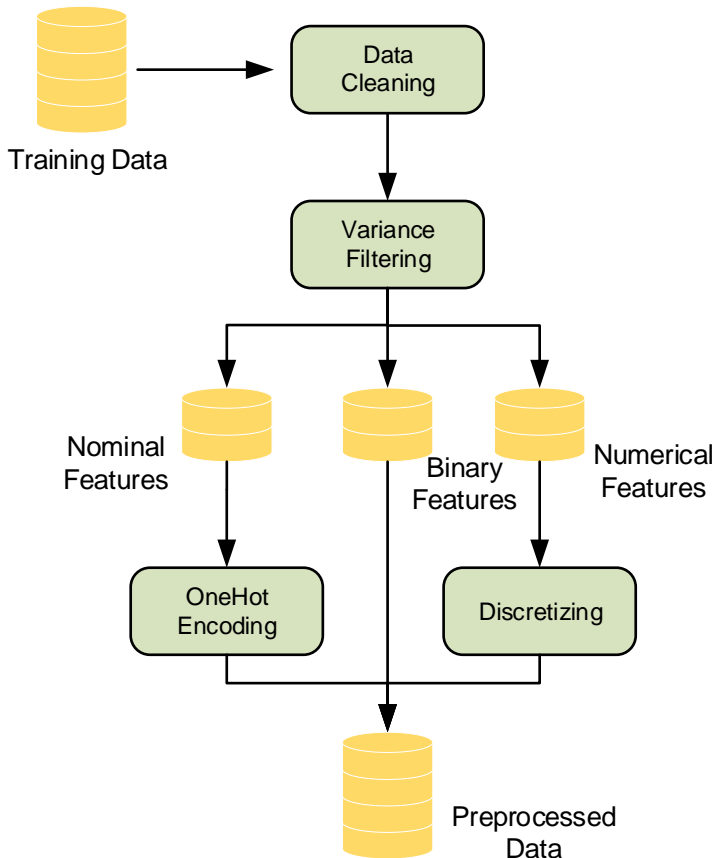 Data
Cleaning
Training Data
Variance
Filtering
Nominal
Features
Binary
Features
Numerical
Features
OneHot
Encoding
Discretizing
Preprocessed
Data